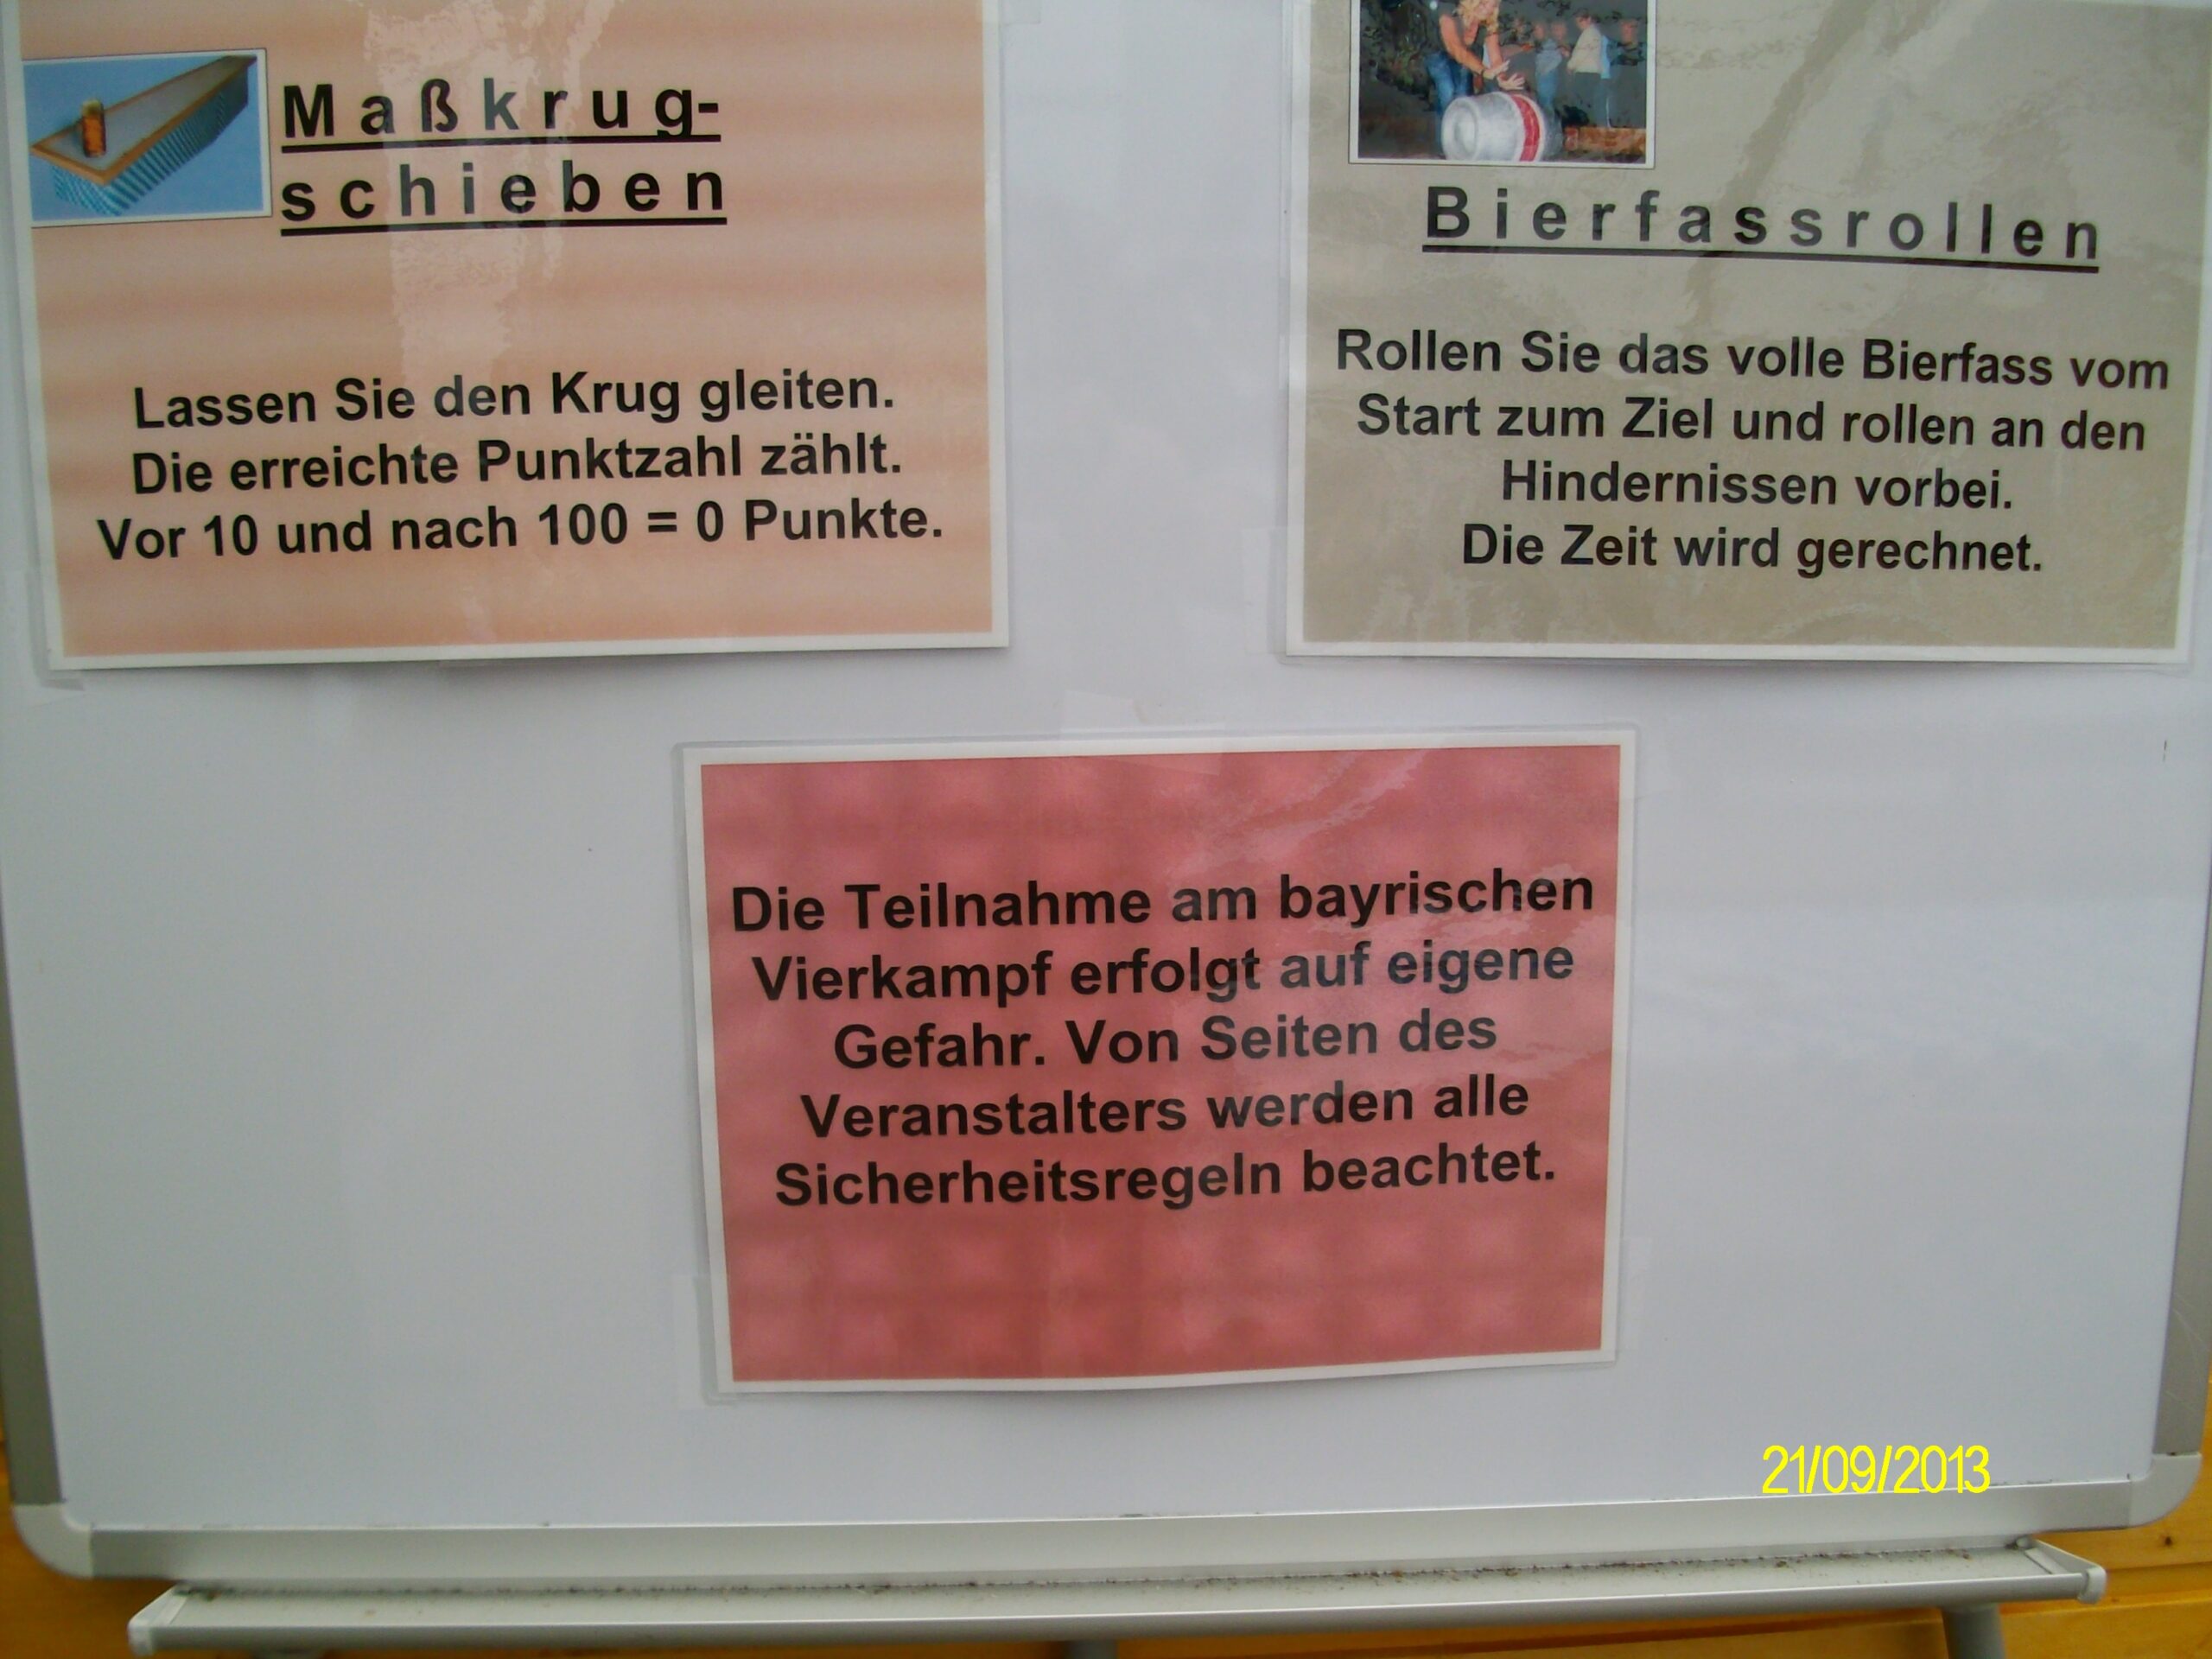 Maßkrug-
schieben
Lassen Sie den Krug gleiten.
Die erreichte Punktzahl zählt.
Vor 10 und nach 100 = 0 Punkte.
Bierfassrollen
Rollen Sie das volle Bierfass vom
Start zum Ziel und rollen an den
Hindernissen vorbei.
Die Zeit wird gerechnet.
Die Teilnahme am bayrischen
Vierkampf erfolgt auf eigene
Gefahr. Von Seiten des
Veranstalters werden alle
Sicherheitsregeln beachtet.
21/09/2013